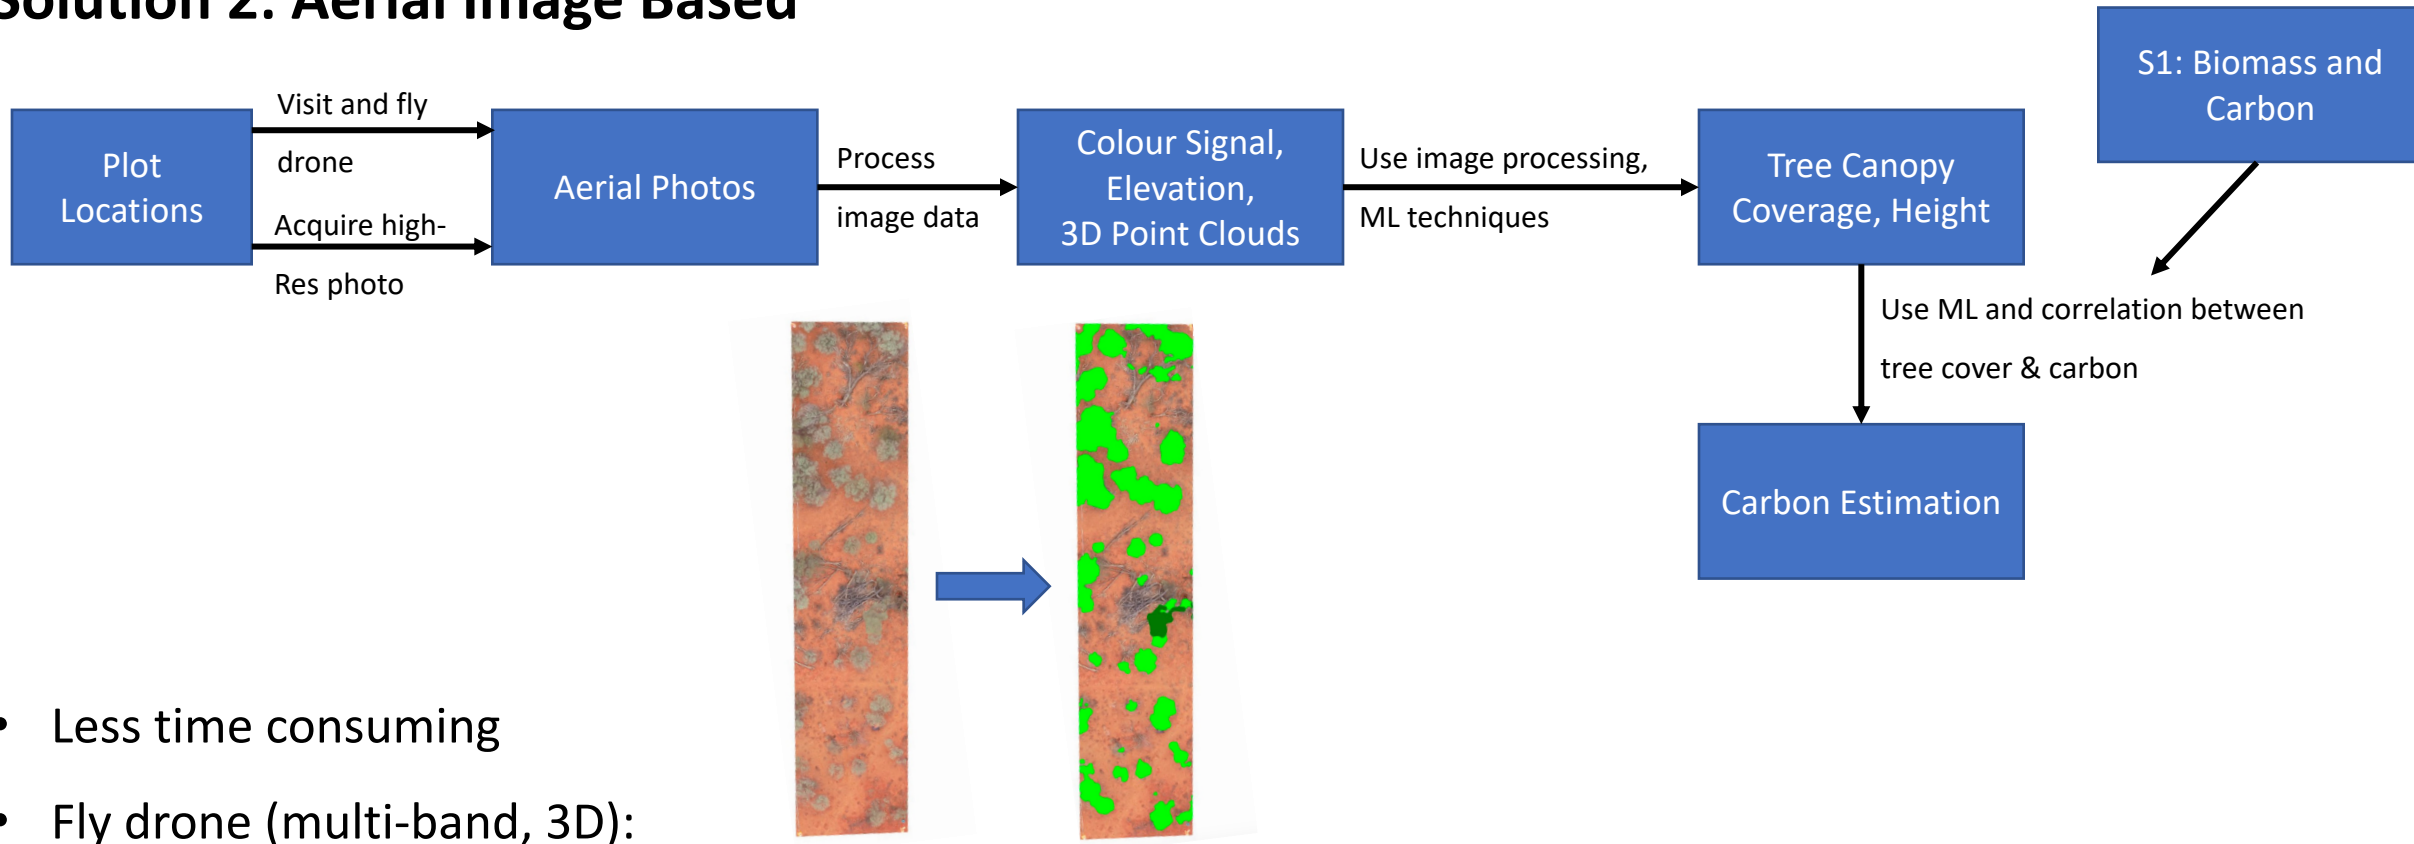 Solution 2: Aerial Image Based
S1: Biomass and
Carbon
Plot
Locations
Visit and fly
drone
Acquire high-
Res photo
Aerial Photos
Process
image data
Colour Signal,
Elevation,
3D Point Clouds
Use image processing,
ML techniques
Tree Canopy
Coverage, Height
Use ML and correlation between
tree cover & carbon
Carbon Estimation
• Less time consuming
• Fly drone (multi-band, 3D):